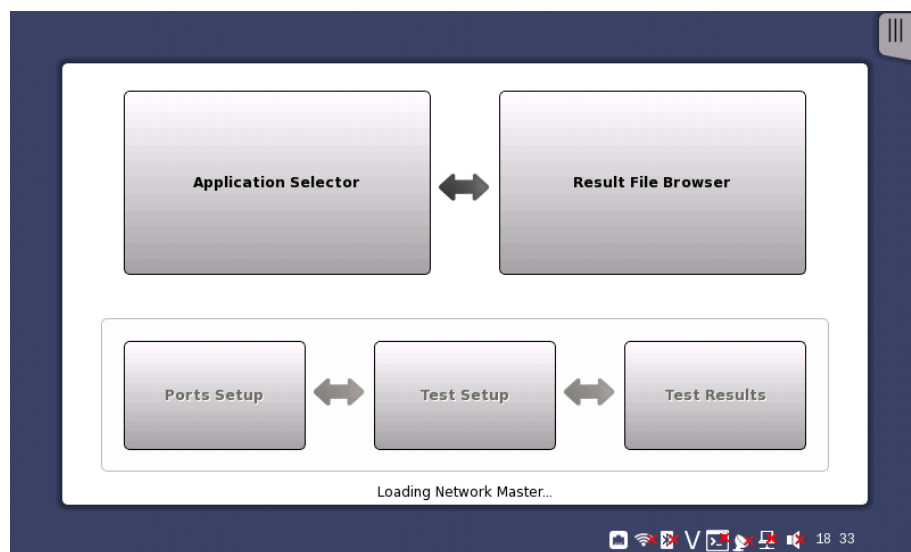 Application Selector
Result File Browser
Ports Setup
Test Setup
Test Results
Loading Network Master...
18 33